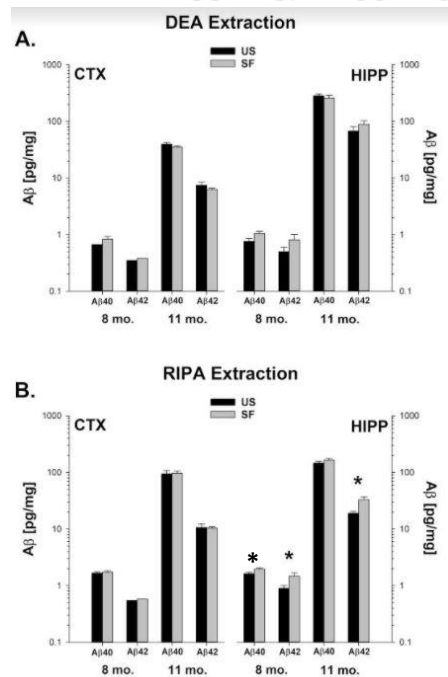 DEA Extraction
A.
US
SF
CTX
HIPP
1000
100
10
1
0.1
Aβ [pg/mg]
1000
100
10
1
0.1
Aβ [pg/mg]
Aβ40 Aβ42 Aβ40 Aβ42 Aβ40 Aβ42 Aβ40 Aβ42
8 mo. 11 mo. 8 mo. 11 mo.
RIPA Extraction
B.
US
SF
CTX
HIPP
1000
100
10
1
0.1
Aβ [pg/mg]
1000
100
10
1
0.1
Aβ [pg/mg]
* * *
Aβ40 Aβ42 Aβ40 Aβ42 Aβ40 Aβ42 Aβ40 Aβ42
8 mo. 11 mo. 8 mo. 11 mo.